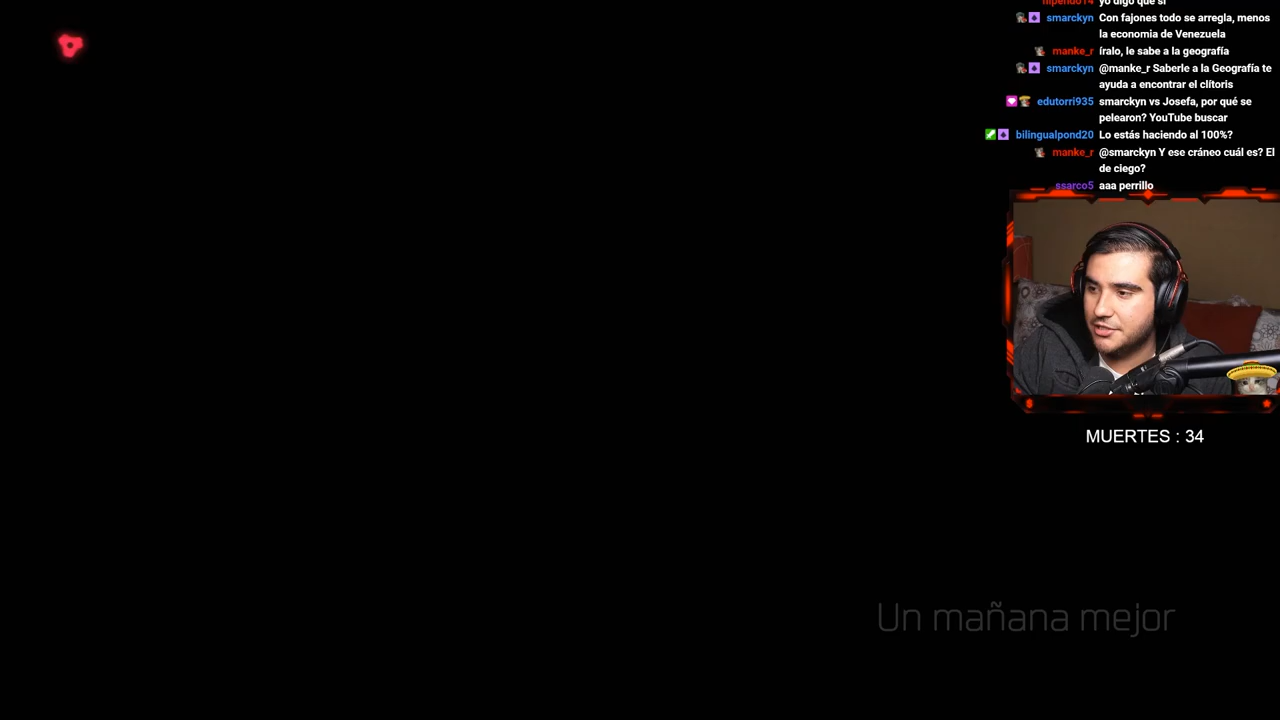 nipendo14 yo digo que si
smarckyn Con fajones todo se arregla, menos
la economia de Venezuela
manke_r íralo, le sabe a la geografía
smarckyn @manke_r Saberle a la Geografía te
ayuda a encontrar el clítoris
edutorri935 smarckyn vs Josefa, por qué se
pelearon? YouTube buscar
bilingualpond20 Lo estás haciendo al 100%?
manke_r @smarckyn Y ese cráneo cuál es? El
de ciego?
ssarco5 aaa perrillo
MUERTES : 34
Un mañana mejor